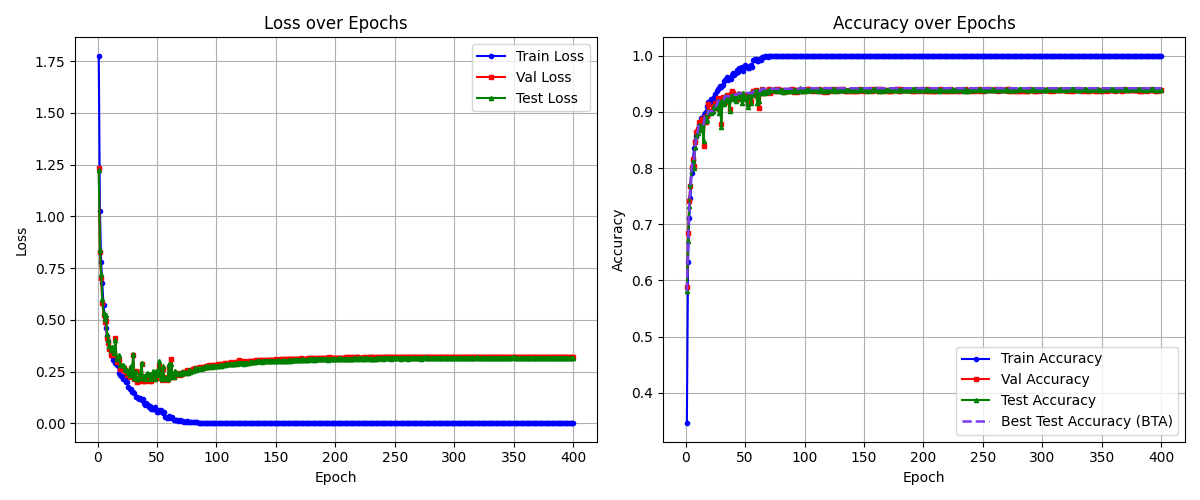 Loss over Epochs
Train Loss
Val Loss
Test Loss
1.75
1.50
1.25
1.00
0.75
0.50
0.25
0.00
Loss
0 50 100 150 200 250 300 350 400
Epoch
Accuracy over Epochs
1.0
0.9
0.8
0.7
0.6
0.5
0.4
Accuracy
Train Accuracy
Val Accuracy
Test Accuracy
Best Test Accuracy (BTA)
0 50 100 150 200 250 300 350 400
Epoch